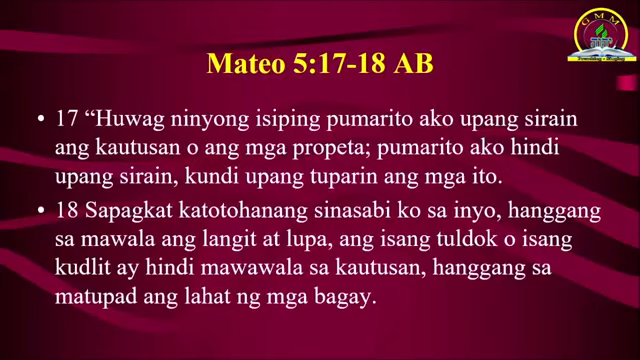 GMM
Mateo 5:17-18 AB
• 17 “Huwag ninyong isiping pumarito ako upang sirain
ang kautusan o ang mga propeta; pumarito ako hindi
upang sirain, kundi upang tuparin ang mga ito.
• 18 Sapagkat katotohanang sinasabi ko sa inyo, hanggang
sa mawala ang langit at lupa, ang isang tuldok o isang
kudlit ay hindi mawawala sa kautusan, hanggang sa
matupad ang lahat ng mga bagay.